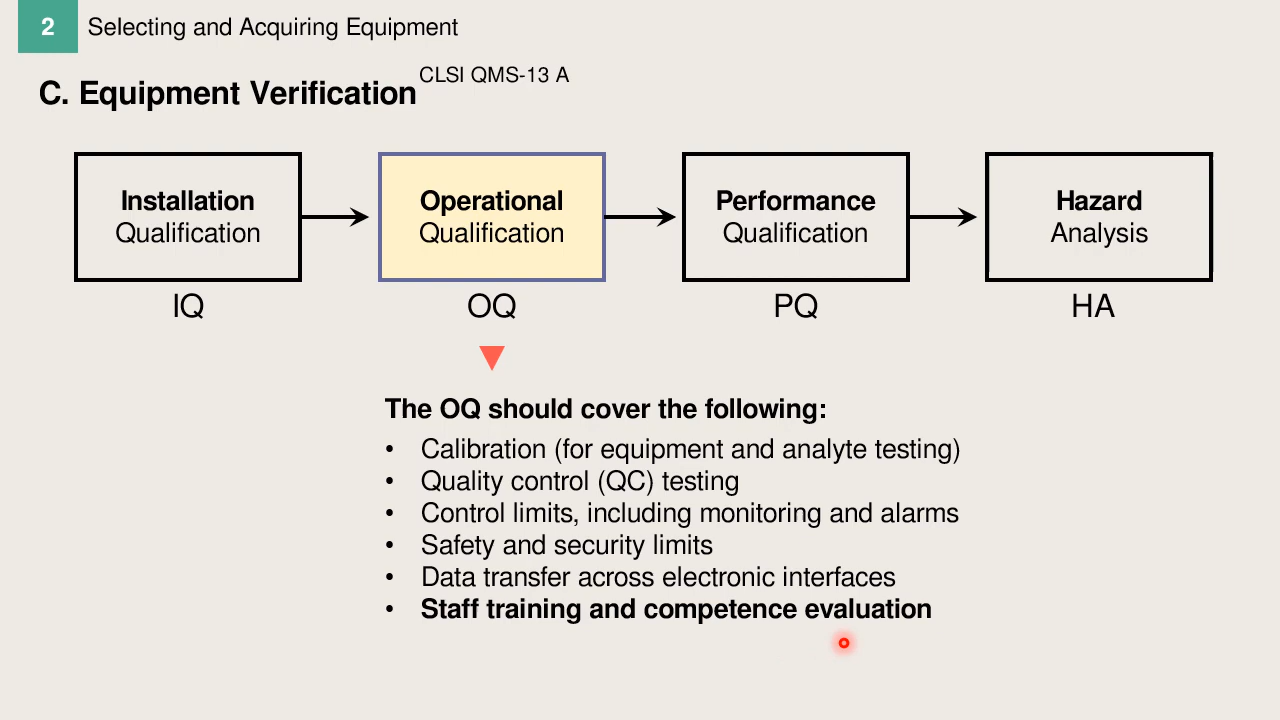 2 Selecting and Acquiring Equipment
C. Equipment Verification CLSI QMS-13 A
Installation Qualification
IQ
Operational Qualification
OQ
Performance Qualification
PQ
Hazard Analysis
HA
The OQ should cover the following:
• Calibration (for equipment and analyte testing)
• Quality control (QC) testing
• Control limits, including monitoring and alarms
• Safety and security limits
• Data transfer across electronic interfaces
• Staff training and competence evaluation